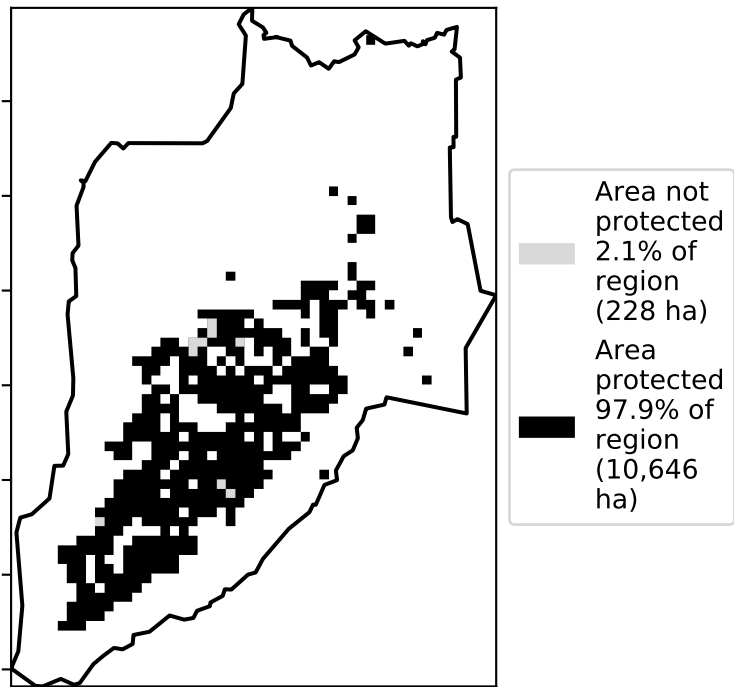 Area not
protected
2.1% of
region
(228 ha)
Area
protected
97.9% of
region
(10,646
ha)